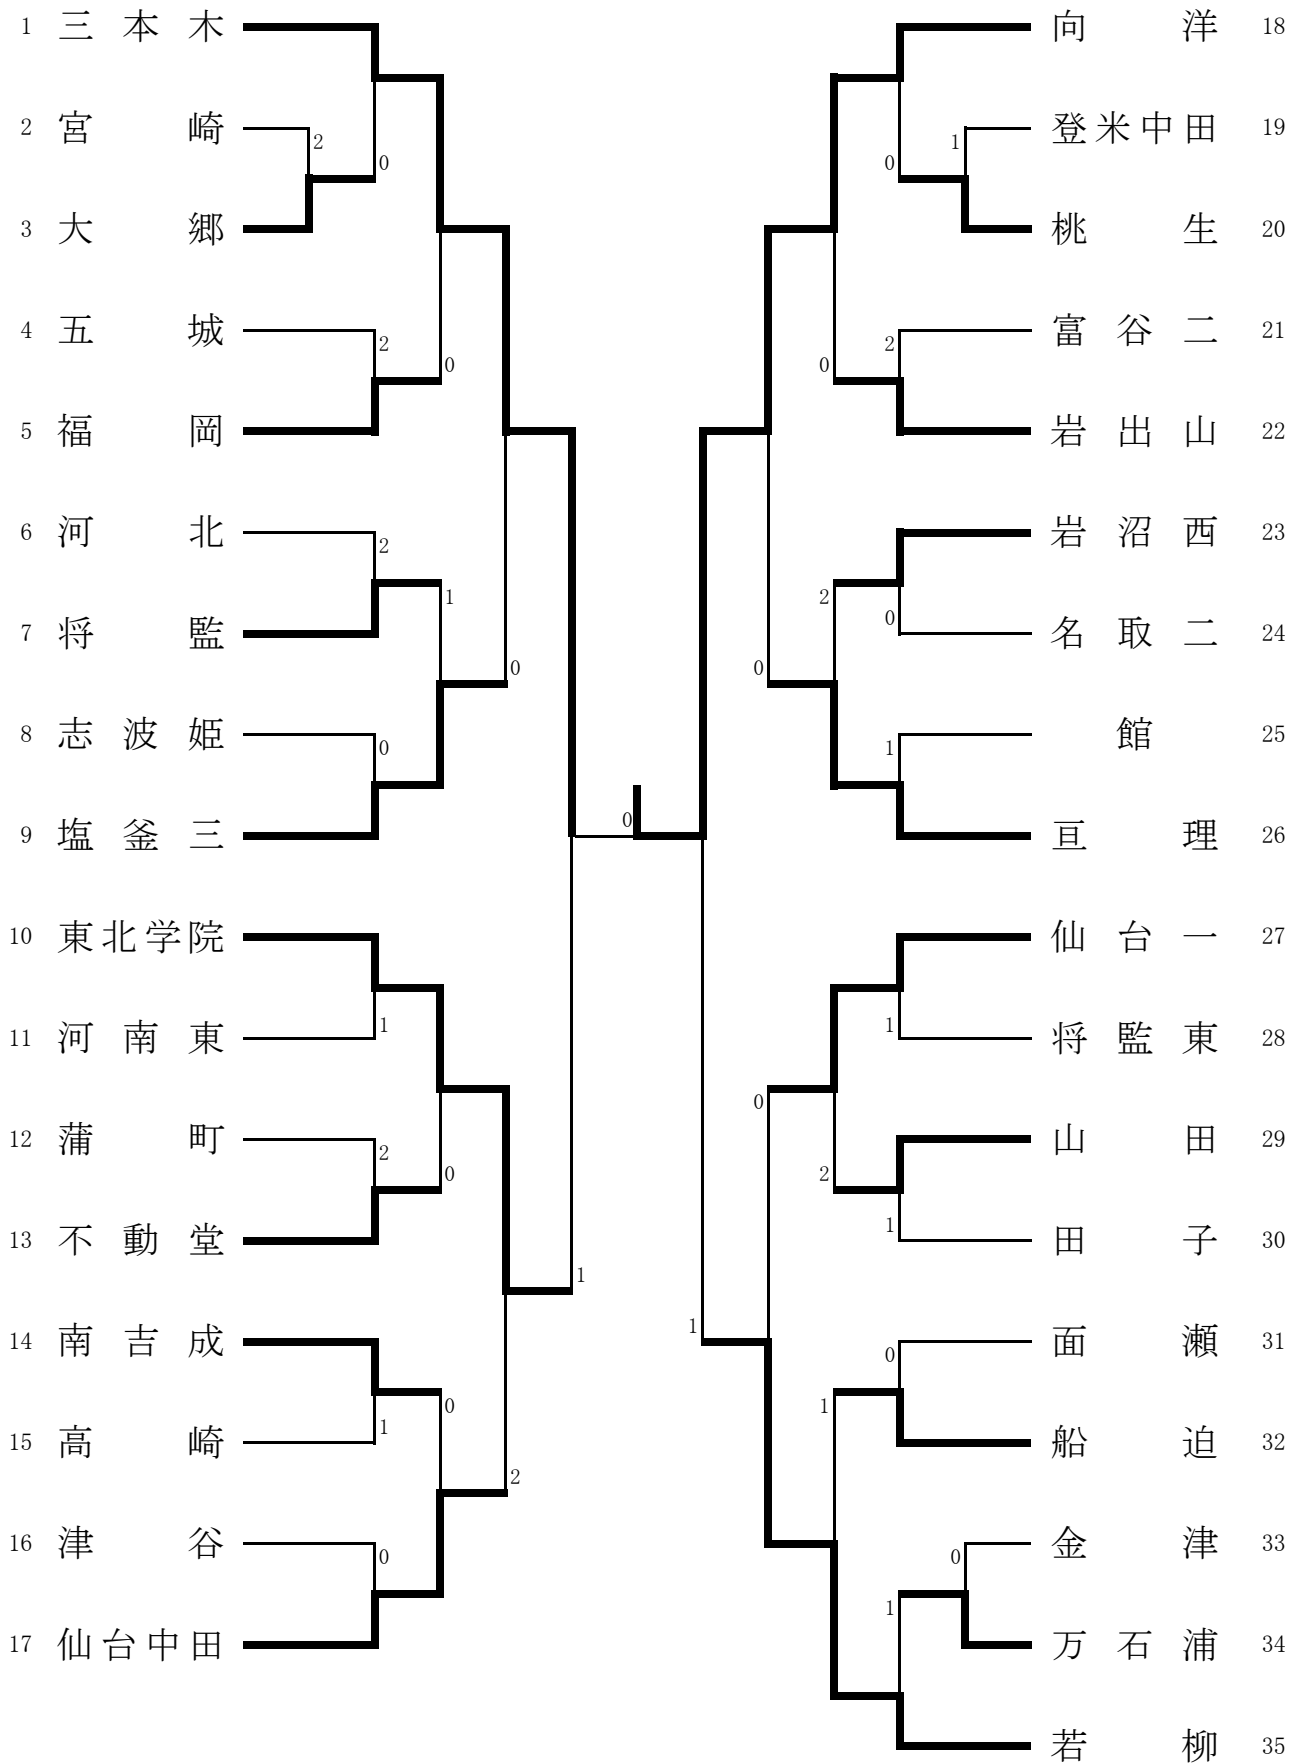 1 三本木
2 宮崎
2
0
3 大郷
4 五城
2
0
5 福岡
6 河北
2
1
7 将監
0
8 志波姫
0
9 塩釜三
0
10 東北学院
11 河南東
1
12 蒲町
2
0
13 不動堂
1
14 南吉成
0
15 高崎
1
2
16 津谷
0
17 仙台中田
向洋 18
登米中田 19
1
0
桃生 20
富谷二 21
2
0
岩出山 22
岩沼西 23
2
0
名取二 24
0
館 25
1
亘理 26
仙台一 27
将監東 28
1
0
山田 29
2
1
田子 30
1
面瀬 31
0
1
船迫 32
金津 33
0
1
万石浦 34
若柳 35